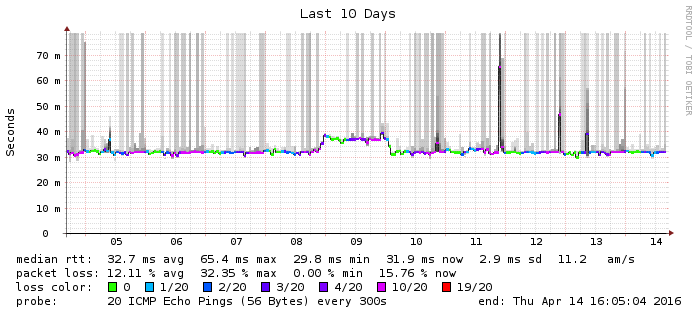 Last 10 Days
RRDTOOL / TOBI OETIKER
Seconds
70 m
60 m
50 m
40 m
30 m
20 m
10 m
0
05 06 07 08 09 10 11 12 13 14
median rtt: 32.7 ms avg 65.4 ms max 29.8 ms min 31.9 ms now 2.9 ms sd 11.2 am/s
packet loss: 12.11 % avg 32.35 % max 0.00 % min 15.76 % now
loss color: 0 1/20 2/20 3/20 4/20 10/20 19/20
probe: 20 ICMP Echo Pings (56 Bytes) every 300s end: Thu Apr 14 16:05:04 2016